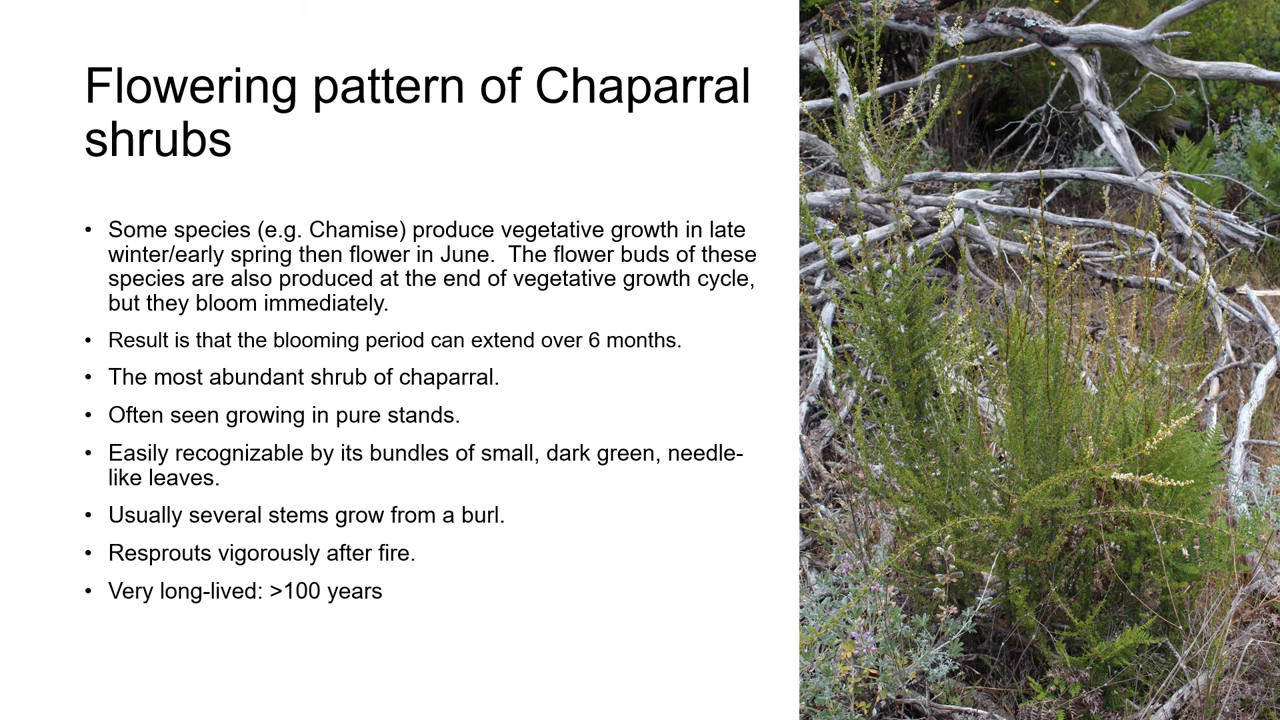 Flowering pattern of Chaparral
shrubs
• Some species (e.g. Chamise) produce vegetative growth in late
winter/early spring then flower in June.  The flower buds of these
species are also produced at the end of vegetative growth cycle,
but they bloom immediately.
• Result is that the blooming period can extend over 6 months.
• The most abundant shrub of chaparral.
• Often seen growing in pure stands.
• Easily recognizable by its bundles of small, dark green, needle-
like leaves.
• Usually several stems grow from a burl.
• Resprouts vigorously after fire.
• Very long-lived: >100 years